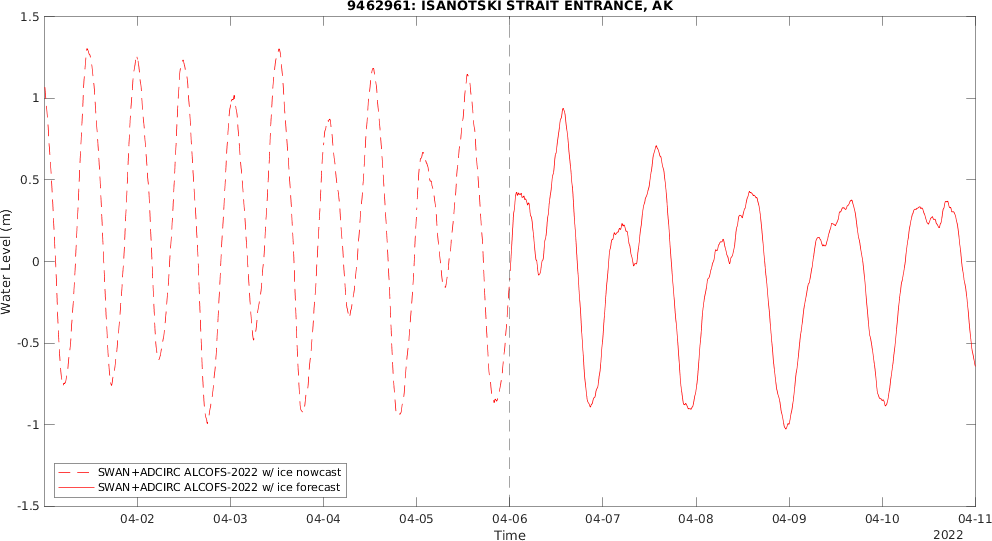 9462961: ISANOTSKI STRAIT ENTRANCE, AK
1.5
1
0.5
0
-0.5
-1
-1.5
Water Level (m)
SWAN+ADCIRC ALCOFS-2022 w/ ice nowcast
SWAN+ADCIRC ALCOFS-2022 w/ ice forecast
04-02 04-03 04-04 04-05 04-06 04-07 04-08 04-09 04-10 04-11
Time
2022